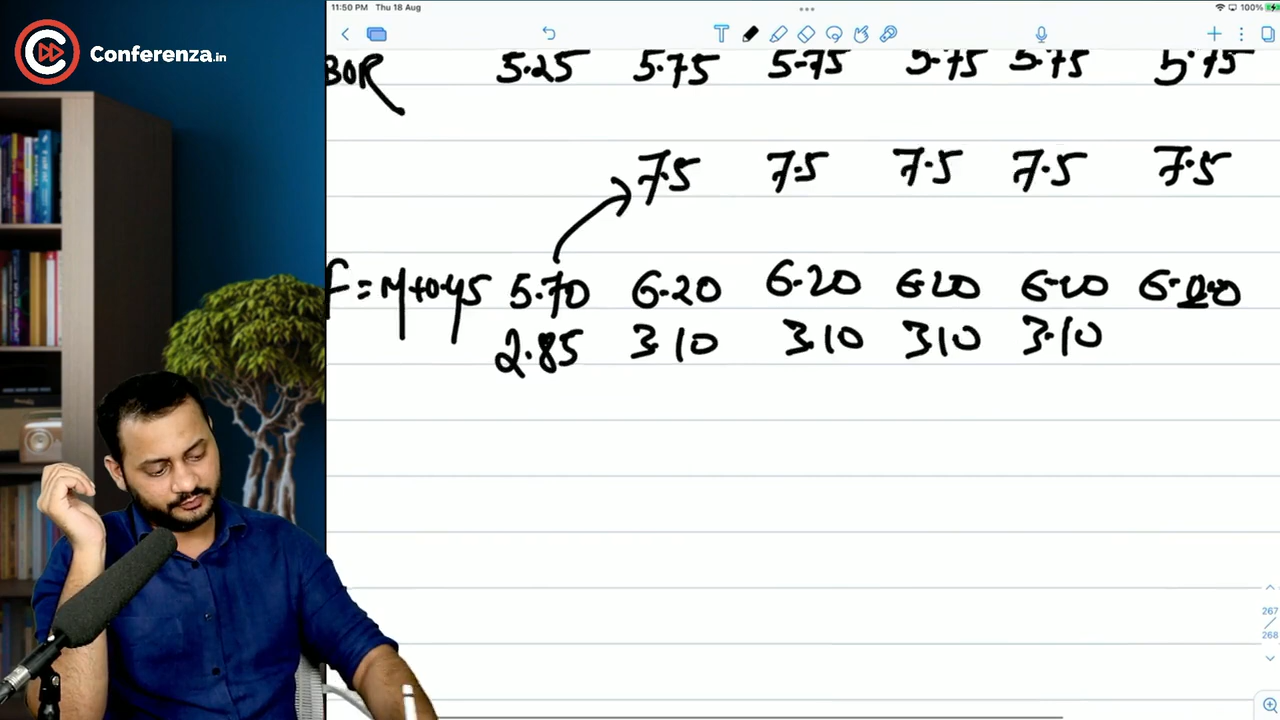 11:50 PM Thu 18 Aug
100%
Conferenza.in
BOR 5.25 5.75 5.75 5.75 5.75 5.75
7.5 7.5 7.5 7.5 7.5
F = M+0.45 5.70 6.20 6.20 6.20 6.20 6.20
2.85 3.10 3.10 3.10 3.10
267
268